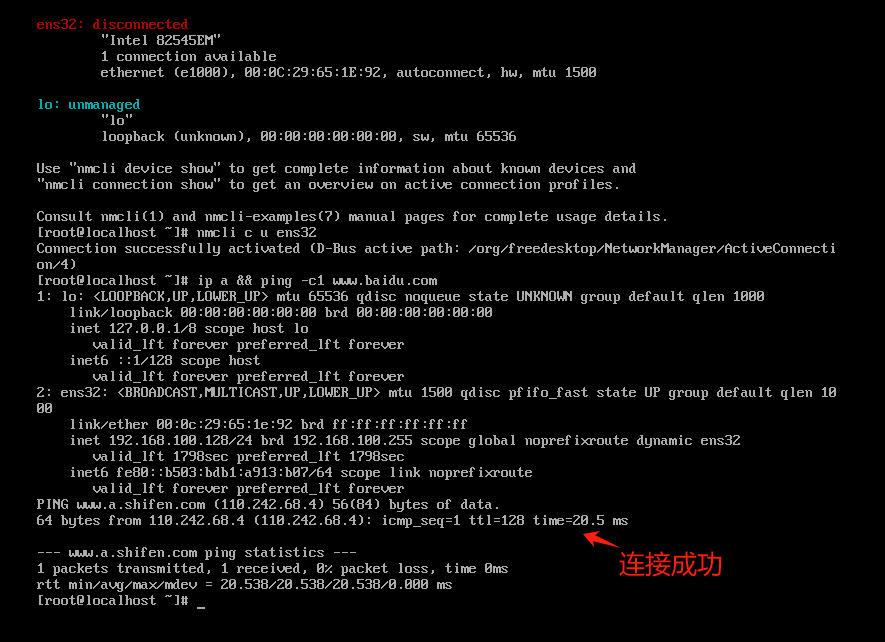 ens32: disconnected
"Intel 82545EM"
1 connection available
ethernet (e1000), 00:0C:29:65:1E:92, autoconnect, hw, mtu 1500
lo: unmanaged
"lo"
loopback (unknown), 00:00:00:00:00:00, sw, mtu 65536
Use "nmcli device show" to get complete information about known devices and
"nmcli connection show" to get an overview on active connection profiles.
Consult nmcli(1) and nmcli-examples(7) manual pages for complete usage details.
[root@localhost ~]# nmcli c u ens32
Connection successfully activated (D-Bus active path: /org/freedesktop/NetworkManager/ActiveConnecti
on/4)
[root@localhost ~]# ip a && ping -c1 www.baidu.com
1: lo: <LOOPBACK,UP,LOWER_UP> mtu 65536 qdisc noqueue state UNKNOWN group default qlen 1000
link/loopback 00:00:00:00:00:00 brd 00:00:00:00:00:00
inet 127.0.0.1/8 scope host lo
valid_lft forever preferred_lft forever
inet6 ::1/128 scope host
valid_lft forever preferred_lft forever
2: ens32: <BROADCAST,MULTICAST,UP,LOWER_UP> mtu 1500 qdisc pfifo_fast state UP group default qlen 10
00
link/ether 00:0c:29:65:1e:92 brd ff:ff:ff:ff:ff:ff
inet 192.168.100.128/24 brd 192.168.100.255 scope global noprefixroute dynamic ens32
valid_lft 1798sec preferred_lft 1798sec
inet6 fe80::b503:bdb1:a913:b07/64 scope link noprefixroute
valid_lft forever preferred_lft forever
PING www.a.shifen.com (110.242.68.4) 56(84) bytes of data.
64 bytes from 110.242.68.4 (110.242.68.4): icmp_seq=1 ttl=128 time=20.5 ms
--- www.a.shifen.com ping statistics ---
连接成功
1 packets transmitted, 1 received, 0% packet loss, time 0ms
rtt min/avg/max/mdev = 20.538/20.538/20.538/0.000 ms
[root@localhost ~]# _